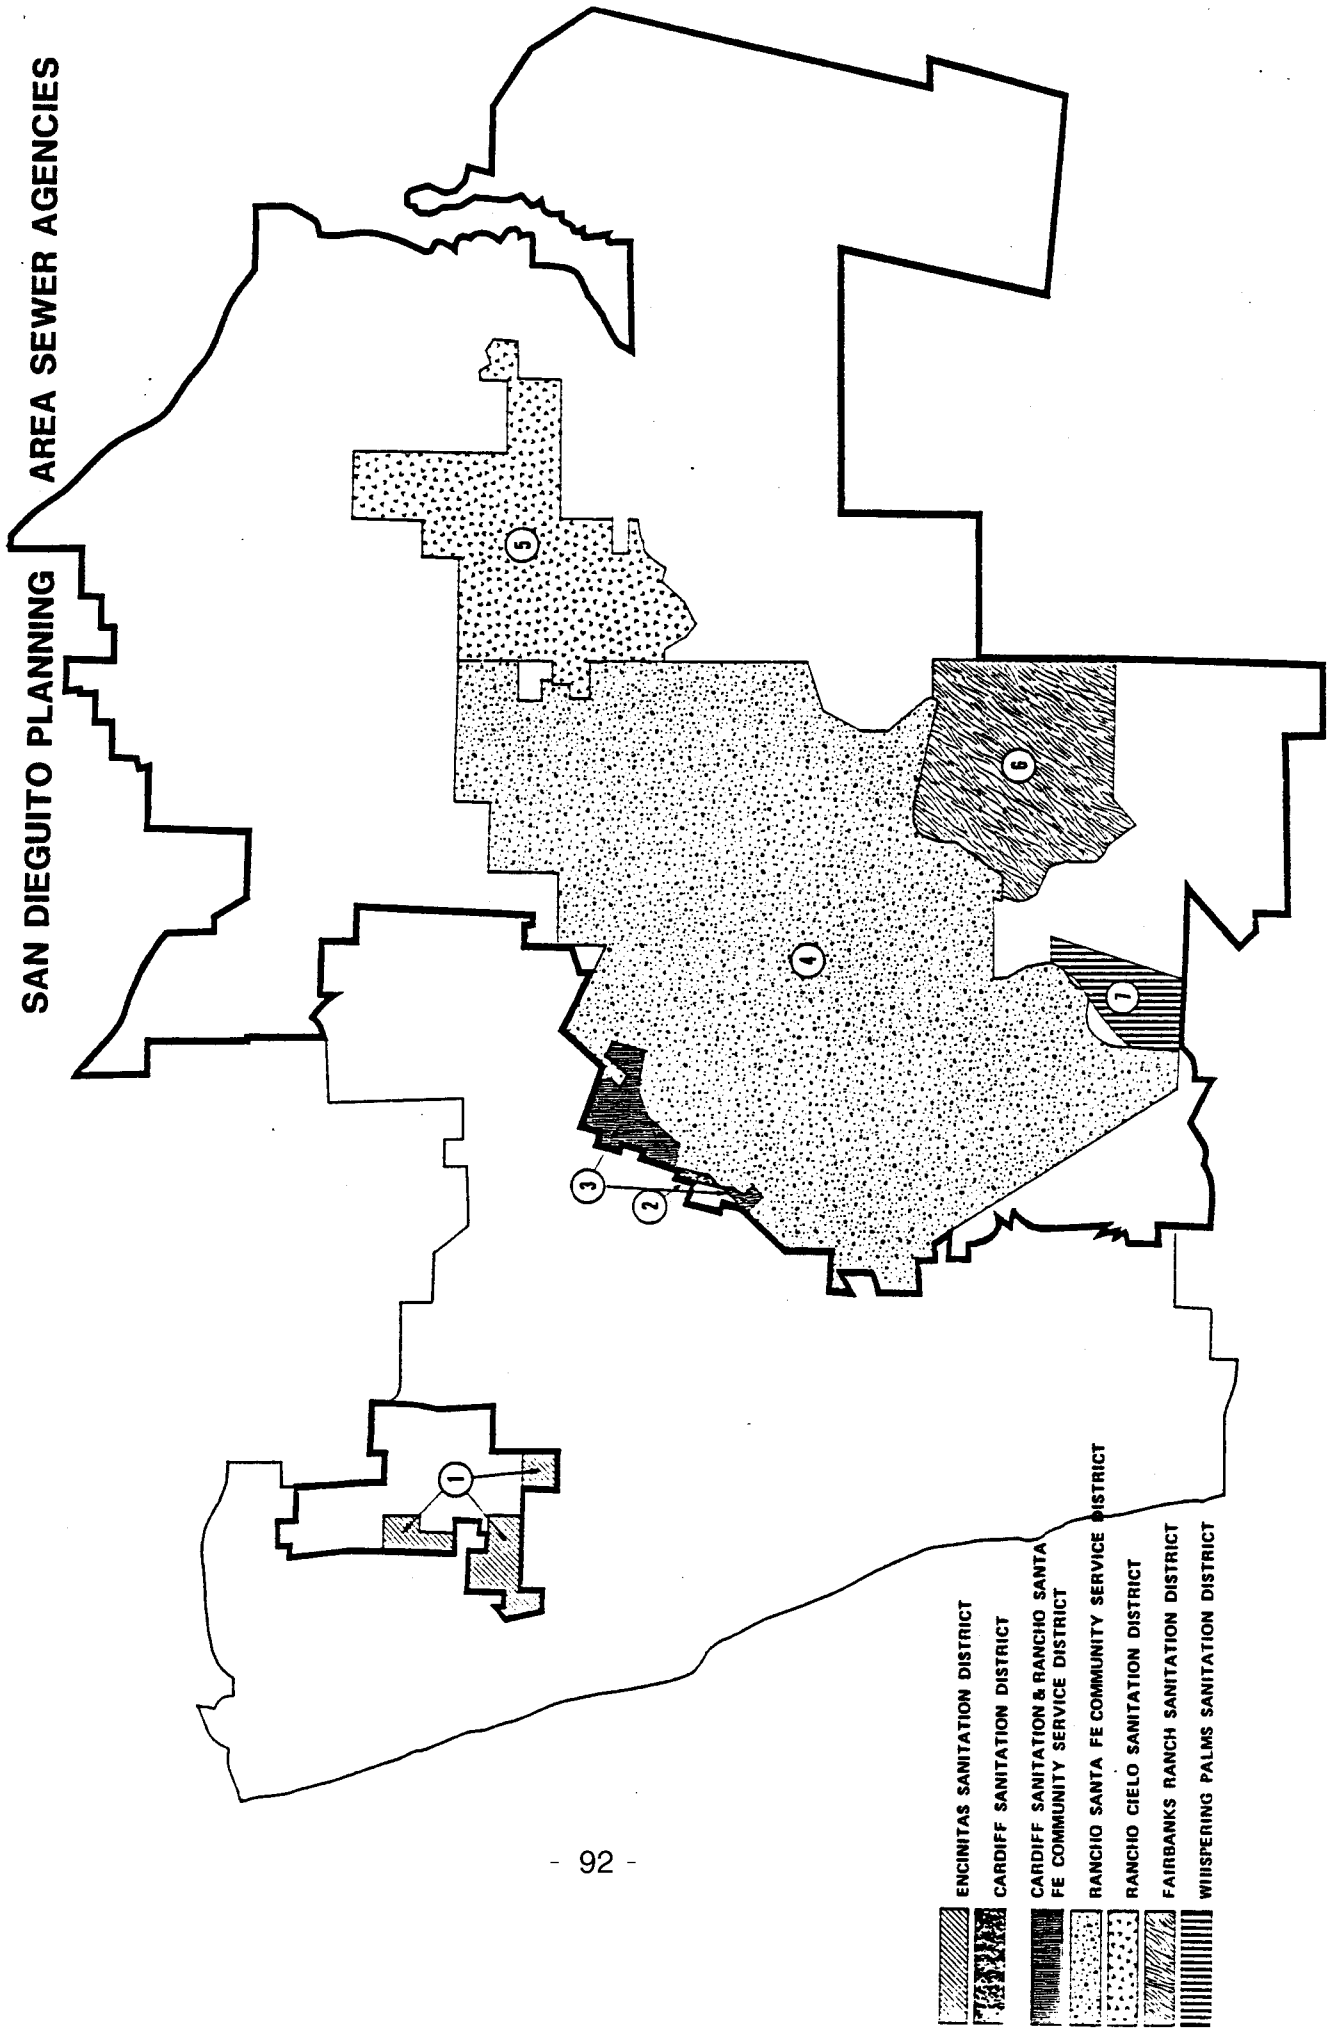 SAN DIEGUITO PLANNING AREA SEWER AGENCIES
1
2
3
4
5
6
7
ENCINITAS SANITATION DISTRICT
CARDIFF SANITATION DISTRICT
CARDIFF SANITATION & RANCHO SANTA
FE COMMUNITY SERVICE DISTRICT
RANCHO SANTA FE COMMUNITY SERVICE DISTRICT
RANCHO CIELO SANITATION DISTRICT
FAIRBANKS RANCH SANITATION DISTRICT
WHISPERING PALMS SANITATION DISTRICT
- 92 -